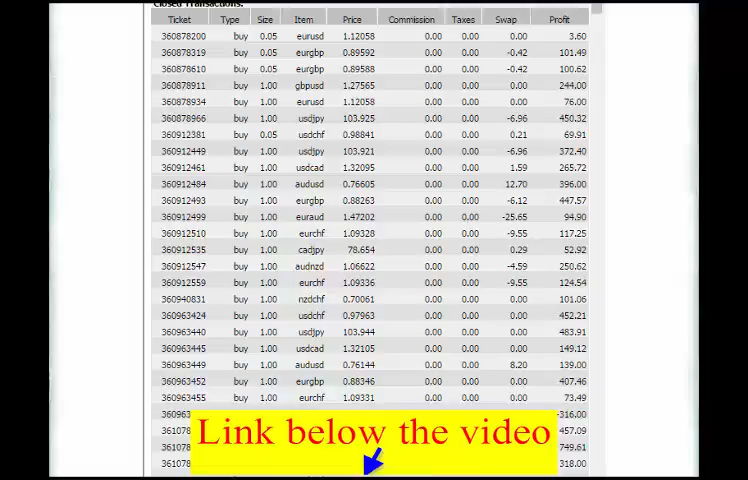 Closed Transactions:
Ticket Type Size Item Price Commission Taxes Swap Profit
360878200 buy 0.05 eurusd 1.12058 0.00 0.00 0.00 3.60
360878319 buy 0.05 eurgbp 0.89592 0.00 0.00 -0.42 101.49
360878610 buy 0.05 eurgbp 0.89588 0.00 0.00 -0.42 100.62
360878911 buy 1.00 gbpusd 1.27565 0.00 0.00 0.00 244.00
360878934 buy 1.00 eurusd 1.12058 0.00 0.00 0.00 76.00
360878966 buy 1.00 usdjpy 103.925 0.00 0.00 -6.96 450.32
360912381 buy 0.05 usdchf 0.98841 0.00 0.00 0.21 69.91
360912449 buy 1.00 usdjpy 103.921 0.00 0.00 -6.96 372.40
360912461 buy 1.00 usdcad 1.32095 0.00 0.00 1.59 265.72
360912484 buy 1.00 audusd 0.76605 0.00 0.00 12.70 396.00
360912493 buy 1.00 eurgbp 0.88263 0.00 0.00 -6.12 447.57
360912499 buy 1.00 euraud 1.47202 0.00 0.00 -25.65 94.90
360912510 buy 1.00 eurchf 1.09328 0.00 0.00 -9.55 117.25
360912535 buy 1.00 cadjpy 78.654 0.00 0.00 0.29 52.92
360912547 buy 1.00 audnzd 1.06622 0.00 0.00 -4.59 250.62
360912559 buy 1.00 eurchf 1.09336 0.00 0.00 -9.55 124.54
360940831 buy 1.00 nzdchf 0.70061 0.00 0.00 0.00 101.06
360963424 buy 1.00 usdchf 0.97963 0.00 0.00 0.00 452.21
360963440 buy 1.00 usdjpy 103.944 0.00 0.00 0.00 483.91
360963445 buy 1.00 usdcad 1.32105 0.00 0.00 0.00 149.12
360963449 buy 1.00 audusd 0.76144 0.00 0.00 8.20 139.00
360963452 buy 1.00 eurgbp 0.88346 0.00 0.00 0.00 407.46
360963455 buy 1.00 eurchf 1.09331 0.00 0.00 0.00 73.49
360963 -316.00
361078 457.09
361078 749.61
361078 318.00
Link below the video